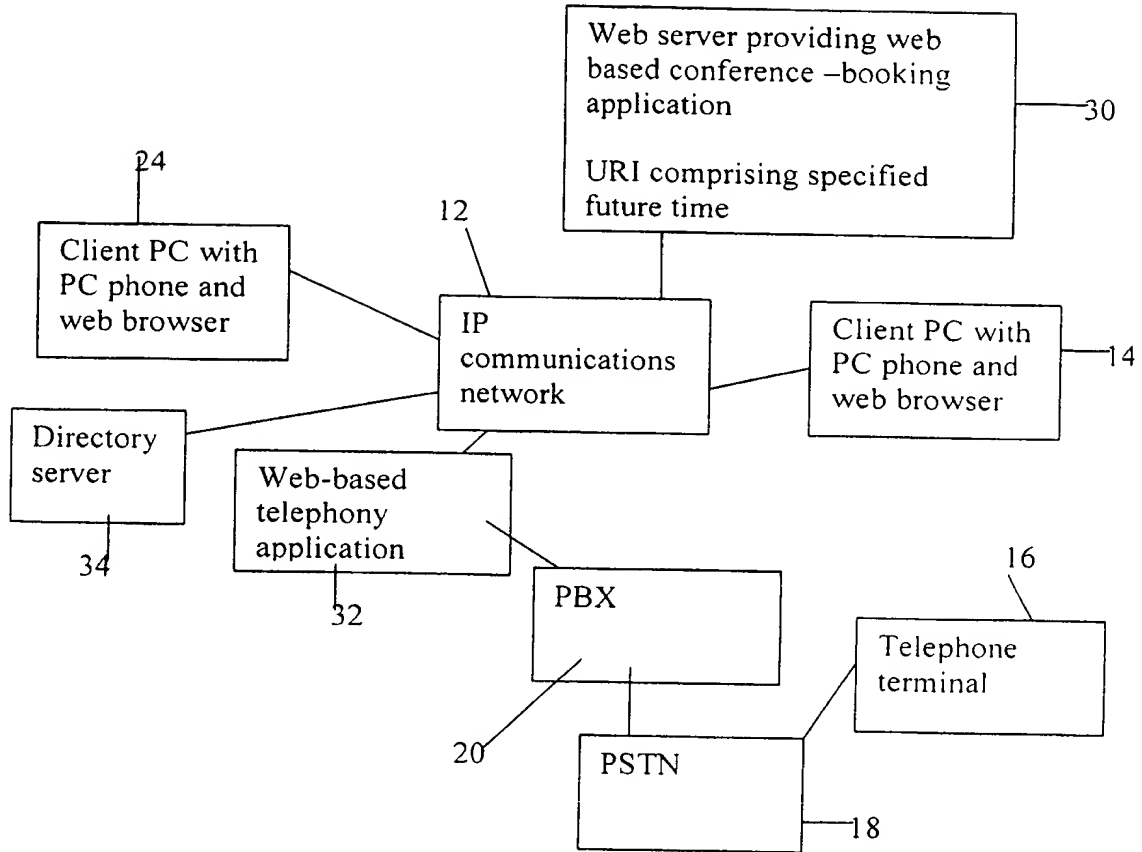 Web server providing web
based conference –booking
application
URI comprising specified
future time
30
24
12
Client PC with
PC phone and
web browser
IP
communications
network
Client PC with
PC phone and
web browser
14
Directory
server
34
Web-based
telephony
application
32
PBX
20
16
Telephone
terminal
PSTN
18